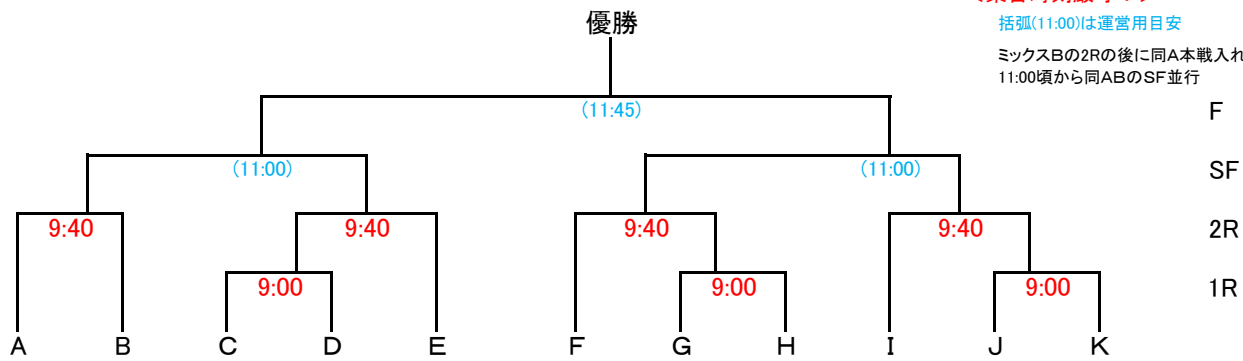 優勝
括弧(11:00)は運営用目安
ミックスBの2Rの後に同A本戦入れ
11:00頃から同ABのSF並行
(11:45)
F
(11:00)
(11:00)
SF
9:40
9:40
9:40
9:40
2R
9:00
9:00
9:00
1R
A B C D E F G H I J K